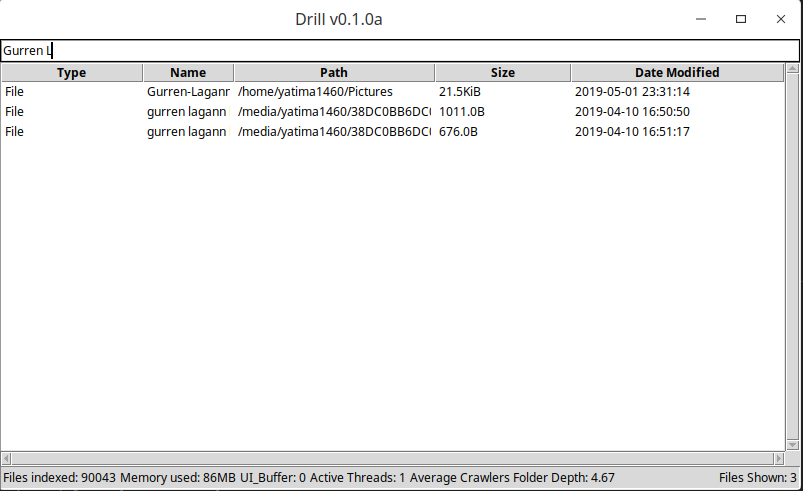 Drill v0.1.0a
Gurren L
Type Name Path Size Date Modified
File Gurren-Lagann /home/yatima1460/Pictures 21.5KiB 2019-05-01 23:31:14
File gurren lagann /media/yatima1460/38DC0BB6DC0 1011.0B 2019-04-10 16:50:50
File gurren lagann /media/yatima1460/38DC0BB6DC0 676.0B 2019-04-10 16:51:17
Files indexed: 90043 Memory used: 86MB UI_Buffer: 0 Active Threads: 1 Average Crawlers Folder Depth: 4.67 Files Shown: 3